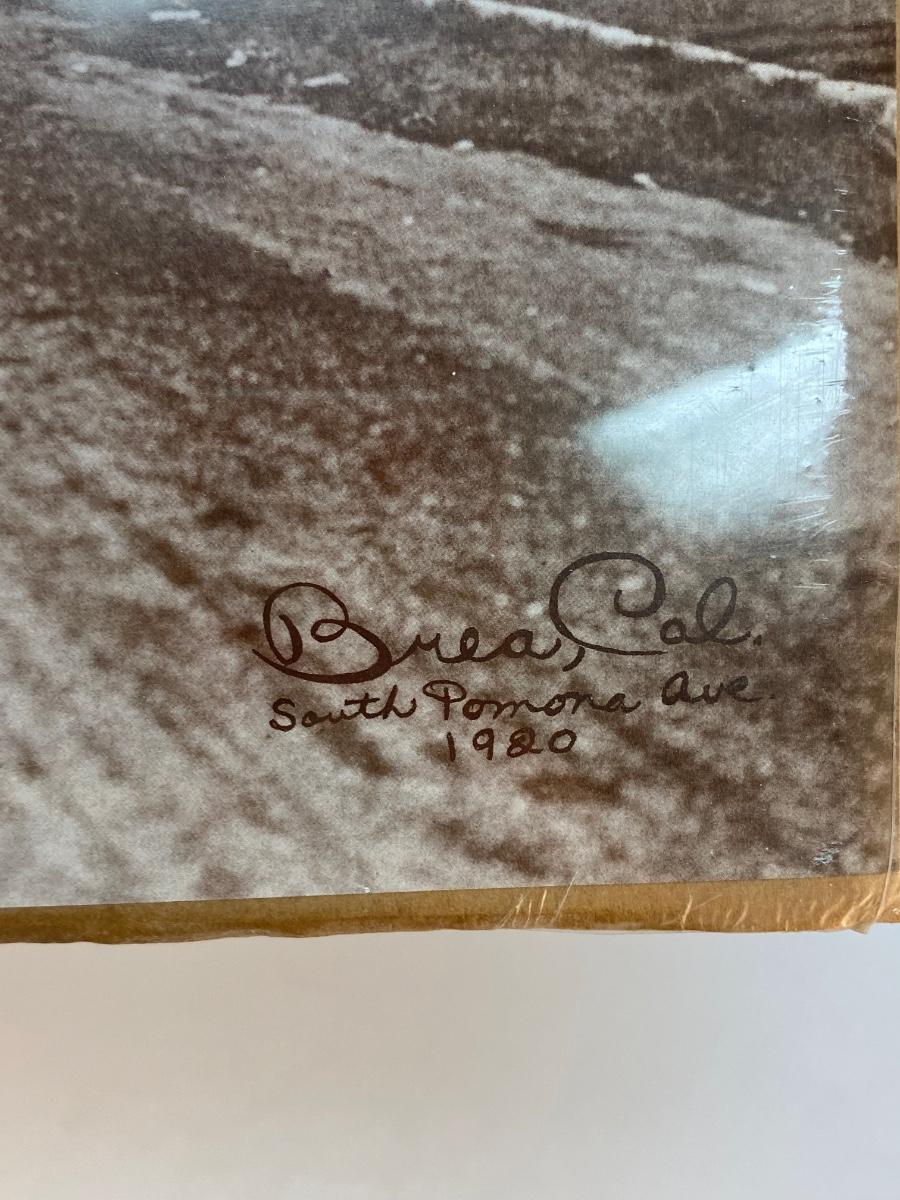 Brea, Cal.
South Pomona Ave.
1920